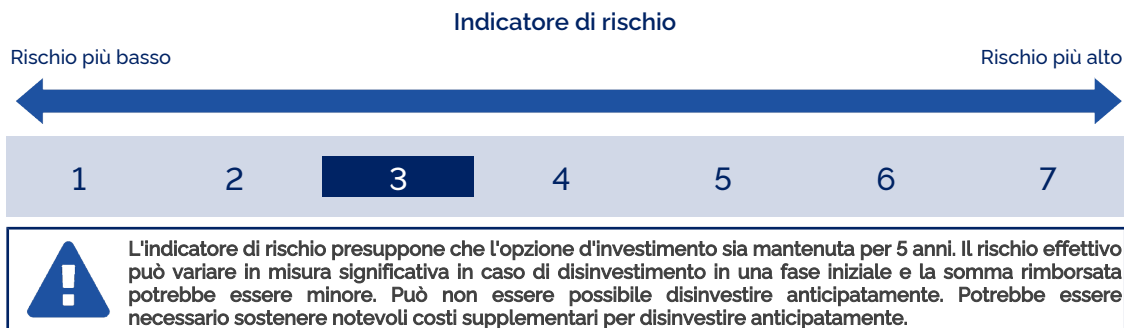 Indicatore di rischio
Rischio più basso Rischio più alto
1 2 3 4 5 6 7
L'indicatore di rischio presuppone che l'opzione d'investimento sia mantenuta per 5 anni. Il rischio effettivo
può variare in misura significativa in caso di disinvestimento in una fase iniziale e la somma rimborsata
potrebbe essere minore. Può non essere possibile disinvestire anticipatamente. Potrebbe essere
necessario sostenere notevoli costi supplementari per disinvestire anticipatamente.